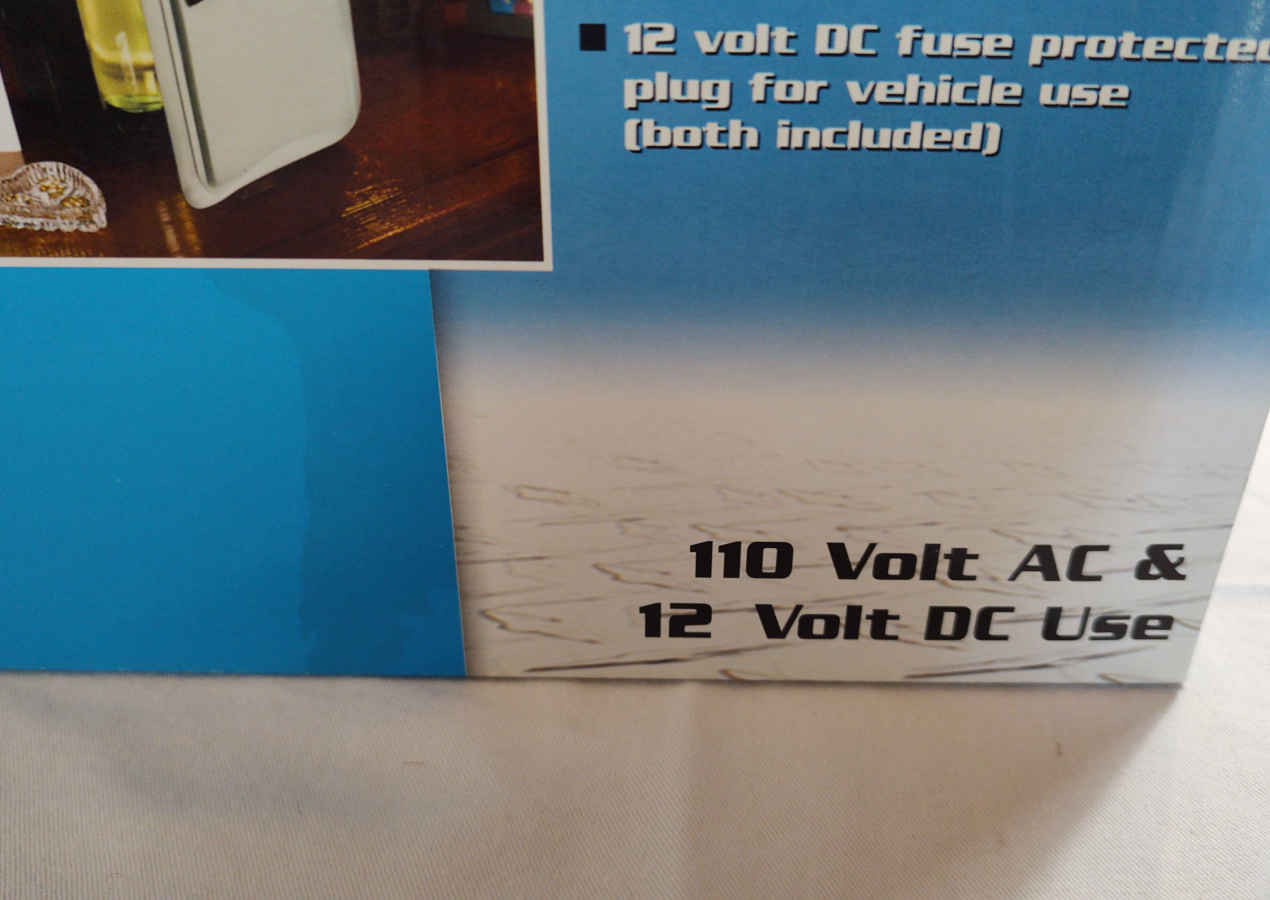 12 volt DC fuse protected
plug for vehicle use
(both included)
110 Volt AC &
12 Volt DC Use